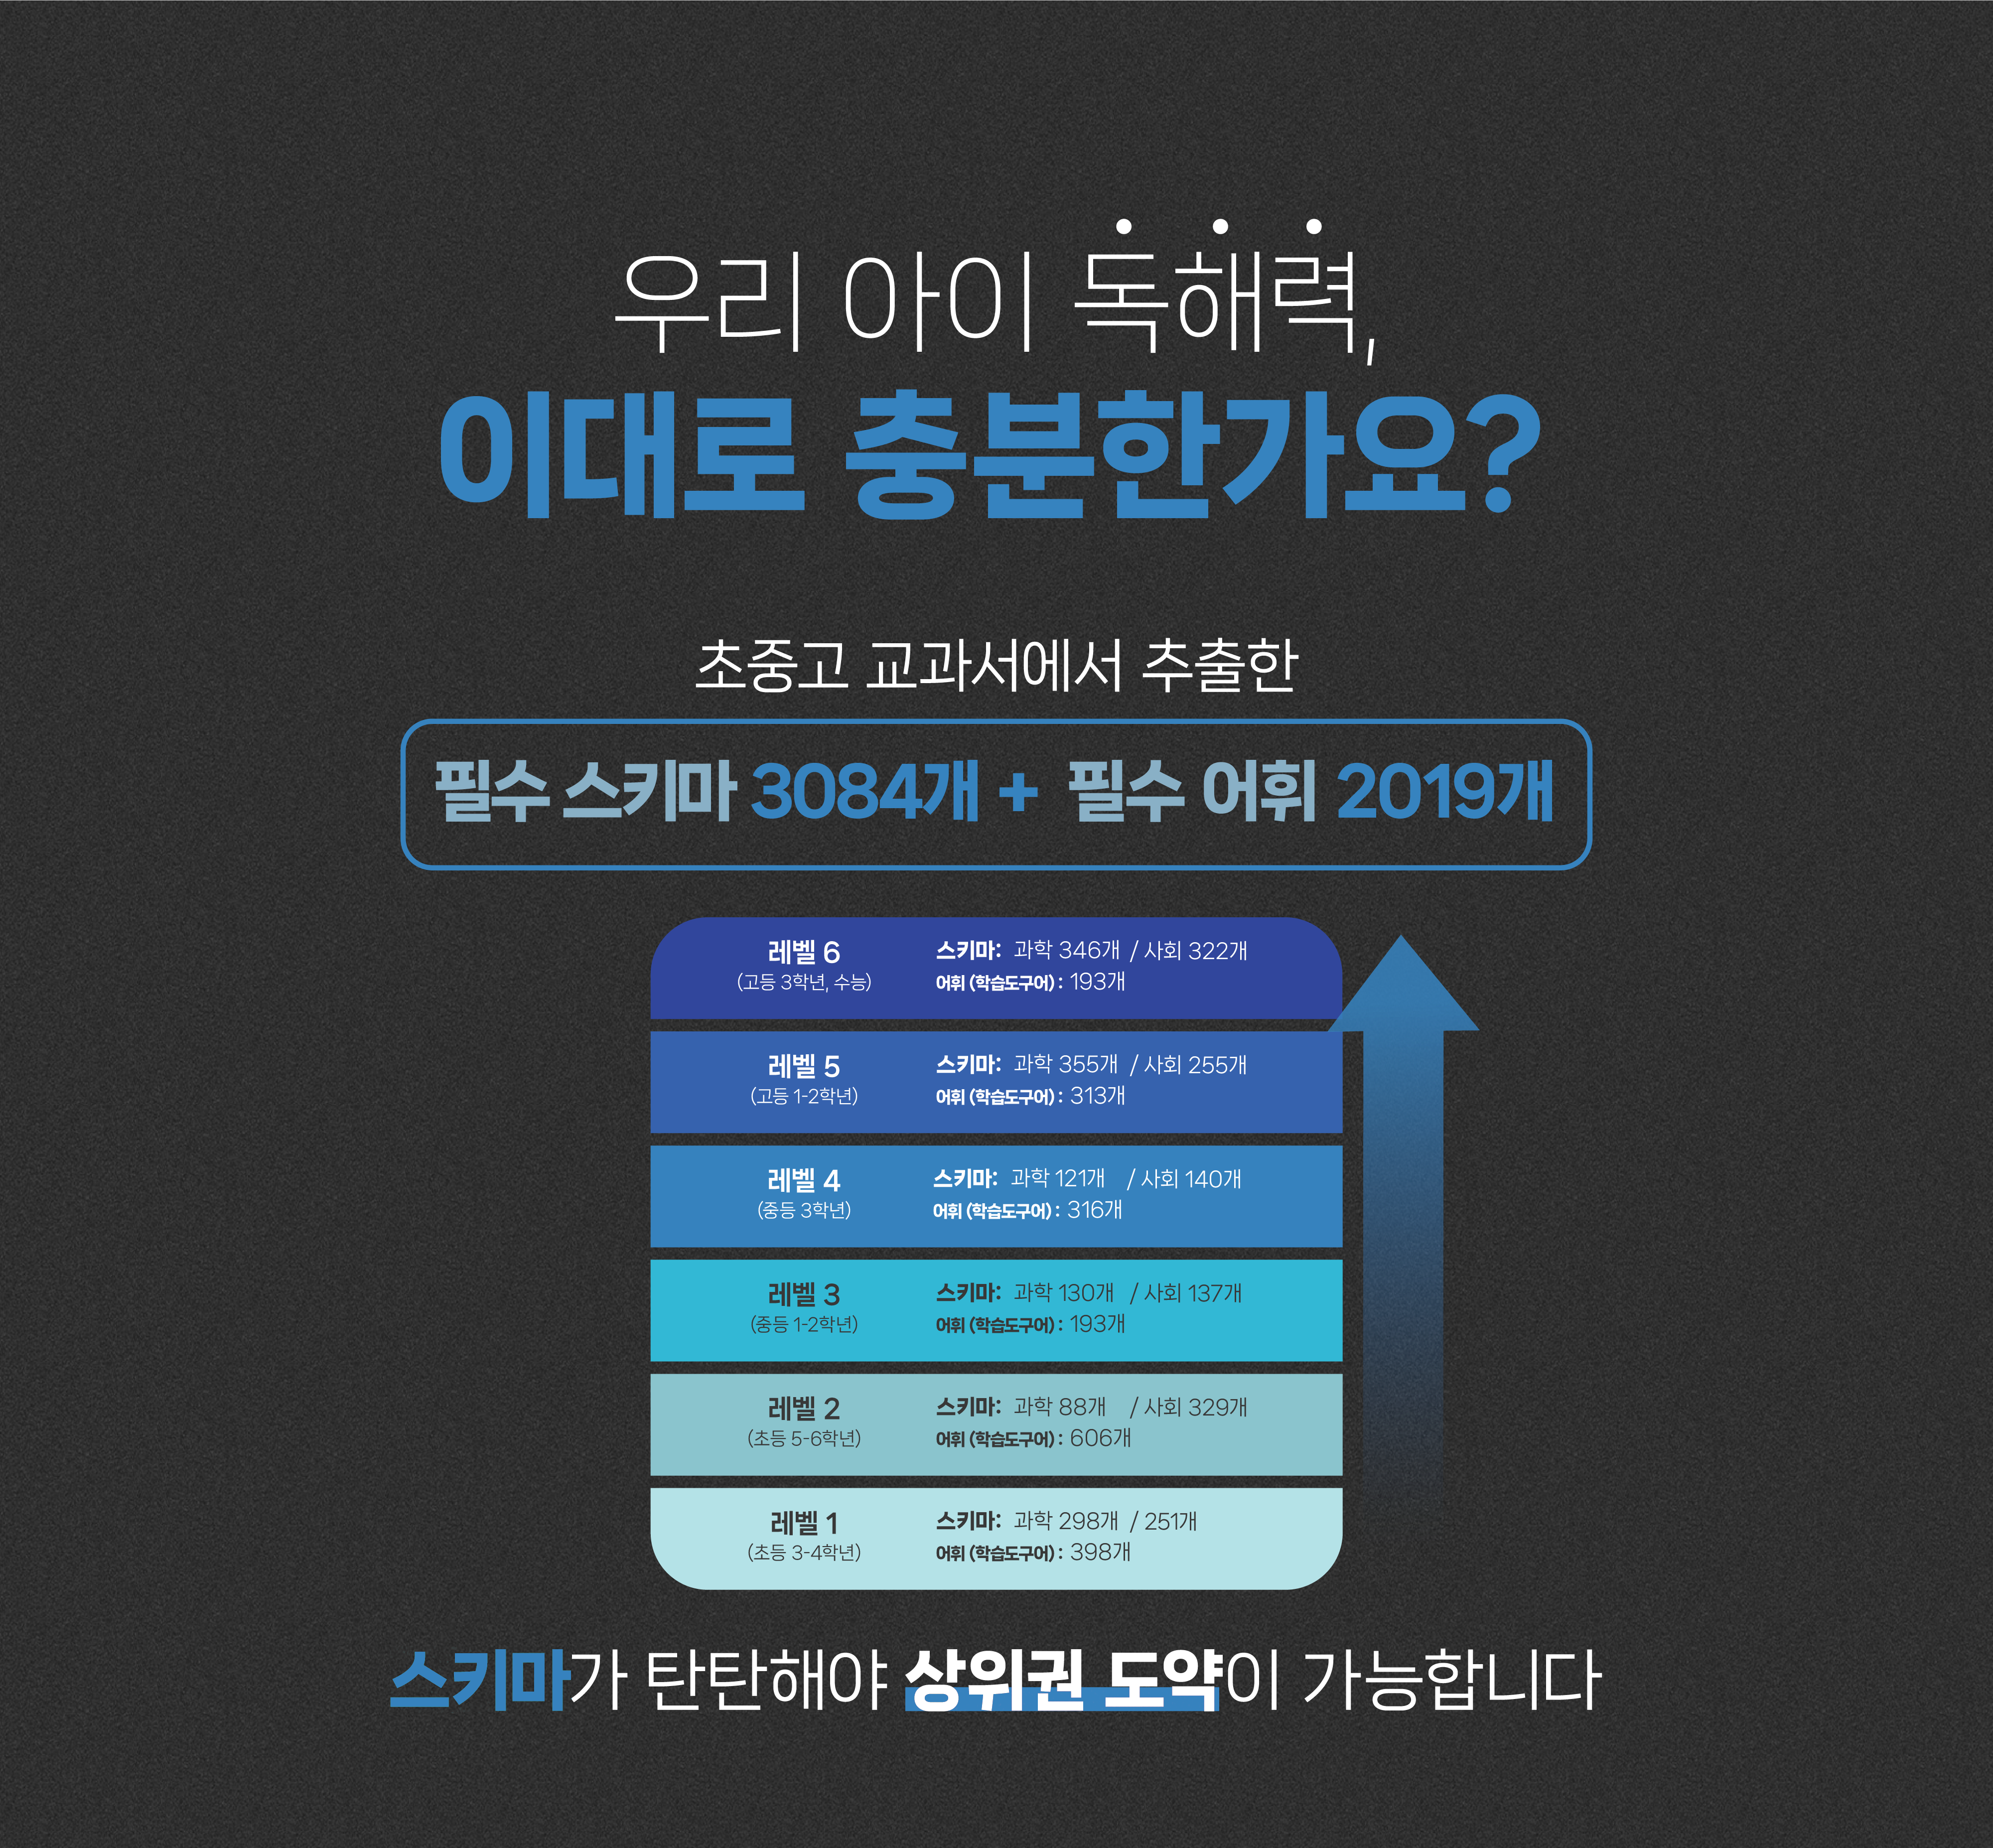 우리 아이 독해력,
이대로 충분한가요?
초중고 교과서에서 추출한
필수 스키마 3084개 + 필수 어휘 2019개
레벨 6
(고등 3학년, 수능)
스키마: 과학 346개 / 사회 322개
어휘 (학습도구어) : 193개
레벨 5
(고등 1-2학년)
스키마: 과학 355개 / 사회 255개
어휘 (학습도구어) : 313개
레벨 4
(중등 3학년)
스키마: 과학 121개 / 사회 140개
어휘 (학습도구어) : 316개
레벨 3
(중등 1-2학년)
스키마: 과학 130개 / 사회 137개
어휘 (학습도구어) : 193개
레벨 2
(초등 5-6학년)
스키마: 과학 88개 / 사회 329개
어휘 (학습도구어) : 606개
레벨 1
(초등 3-4학년)
스키마: 과학 298개 / 251개
어휘 (학습도구어) : 398개
스키마가 탄탄해야 상위권 도약이 가능합니다